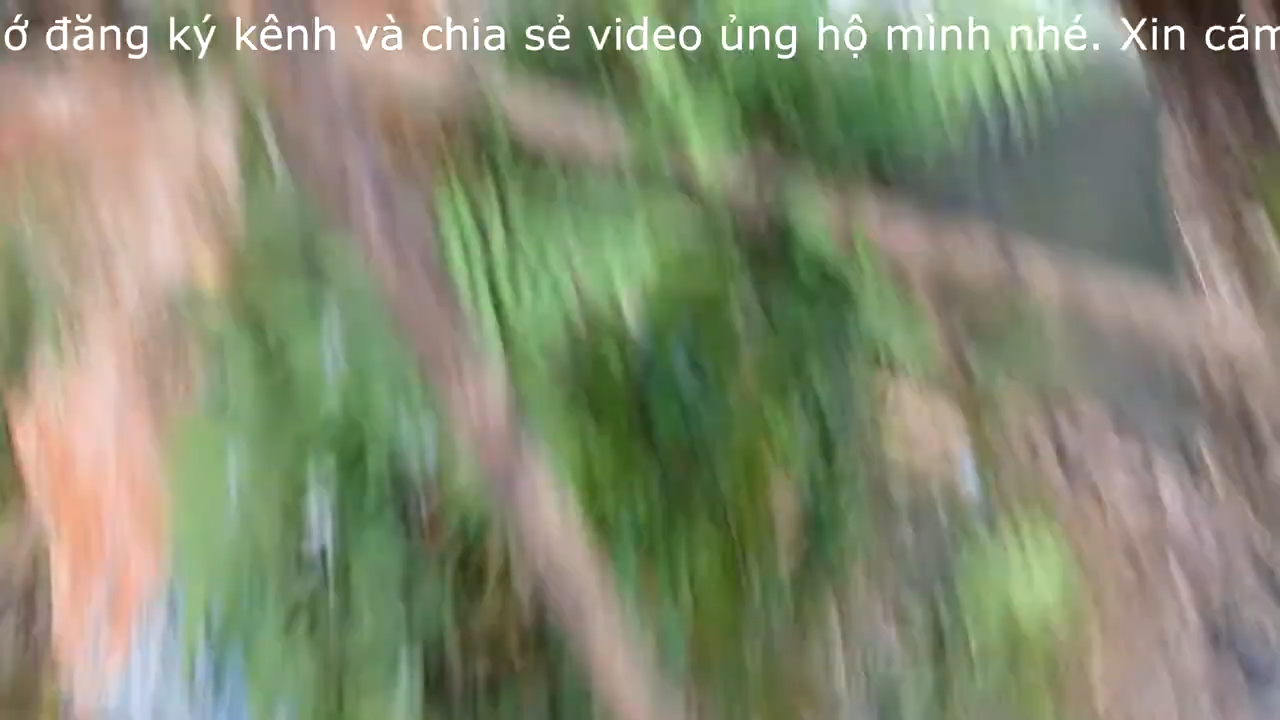 ớ đăng ký kênh và chia sẻ video ủng hộ mình nhé. Xin cám